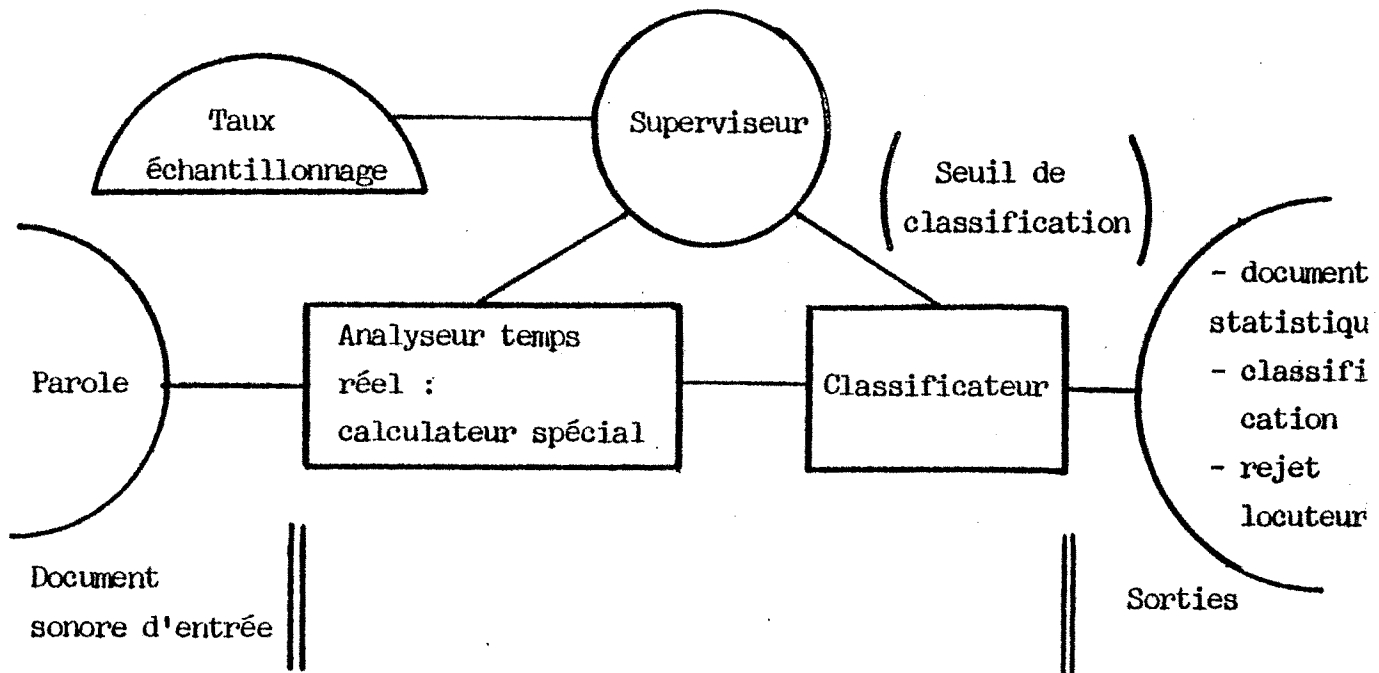 Taux
échantillonnage
Superviseur
Seuil de
classification
Parole
Analyseur temps
réel :
calculateur spécial
Classificateur
- document
statistiqu
- classifi
cation
- rejet
locuteur
Document
sonore d'entrée
Sorties